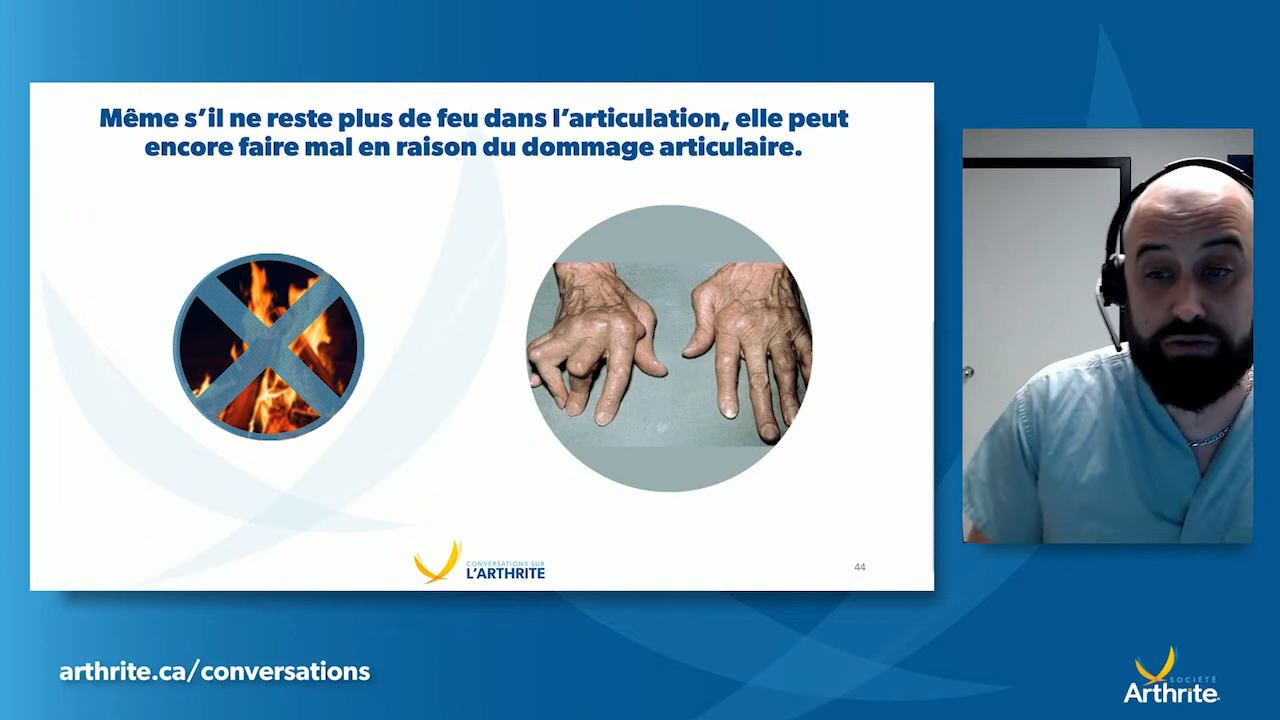 Même s’il ne reste plus de feu dans l’articulation, elle peut
encore faire mal en raison du dommage articulaire.
CONVERSATIONS SUR
L’ARTHRITE
44
arthrite.ca/conversations
SOCIÉTÉ
Arthrite